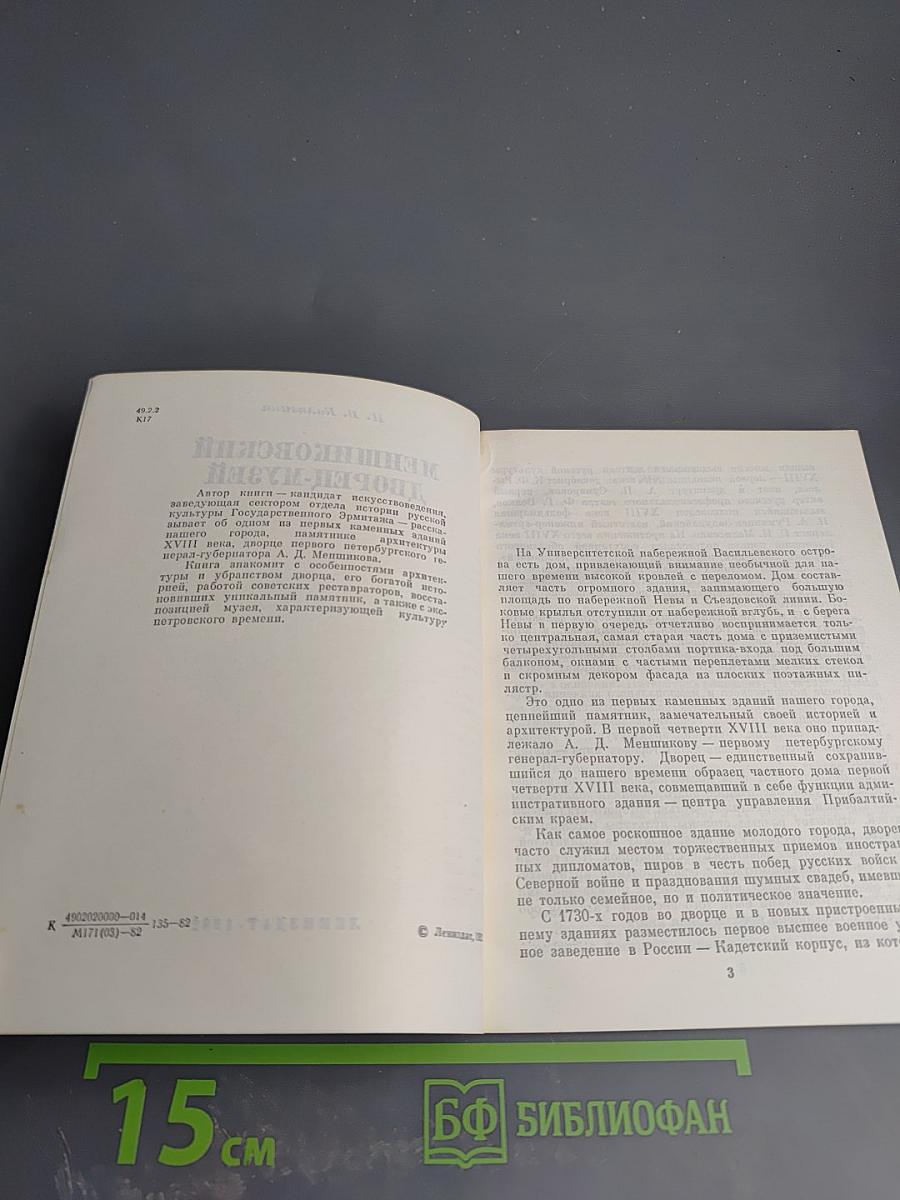 49.2.2
К17
Автор книги — кандидат искусствоведения,
заведующая сектором отдела истории русской
культуры Государственного Эрмитажа — расска-
зывает об одном из первых каменных зданий
нашего города, памятнике архитектуры
XVIII века, дворце первого петербургского ге-
нерал-губернатора А. Д. Меншикова.
Книга знакомит с особенностями архитек-
туры и убранством дворца, его богатой исто-
рией, работой советских реставраторов, восста-
новивших уникальный памятник, а также с экс-
позицией музея, характеризующей культуру
петровского времени.
К 4902020000—014 135—82
М171(03)—82
© Лениздат,
На Университетской набережной Васильевского остро-
ва есть дом, привлекающий внимание необычной для на-
шего времени высокой кровлей с переломом. Дом состав-
ляет часть огромного здания, занимающего большую
площадь по набережной Невы и Съездовской линии. Бо-
ковые крылья отступили от набережной вглубь, и с берега
Невы в первую очередь отчетливо воспринимается толь-
ко центральная, самая старая часть дома с приземистыми
четырехугольными столбами портика-входа под большим
балконом, окнами с частыми переплетами мелких стекол
и скромным декором фасада из плоских поэтажных пи-
лястр.
Это одно из первых каменных зданий нашего города,
ценнейший памятник, замечательный своей историей и
архитектурой. В первой четверти XVIII века оно принад-
лежало А. Д. Меншикову — первому петербургскому
генерал-губернатору. Дворец — единственный сохранив-
шийся до нашего времени образец частного дома первой
четверти XVIII века, совмещавший в себе функции адми-
нистративного здания — центра управления Прибалтий-
ским краем.
Как самое роскошное здание молодого города, дворец
часто служил местом торжественных приемов иностран
ных дипломатов, пиров в честь побед русских войск
Северной войне и празднования шумных свадеб, имевш
не только семейное, но и политическое значение.
С 1730-х годов во дворце и в новых пристроенны
нему зданиях разместилось первое высшее военное у
ное заведение в России — Кадетский корпус, из кото
3
15 см
БФ БИБЛИОФАН